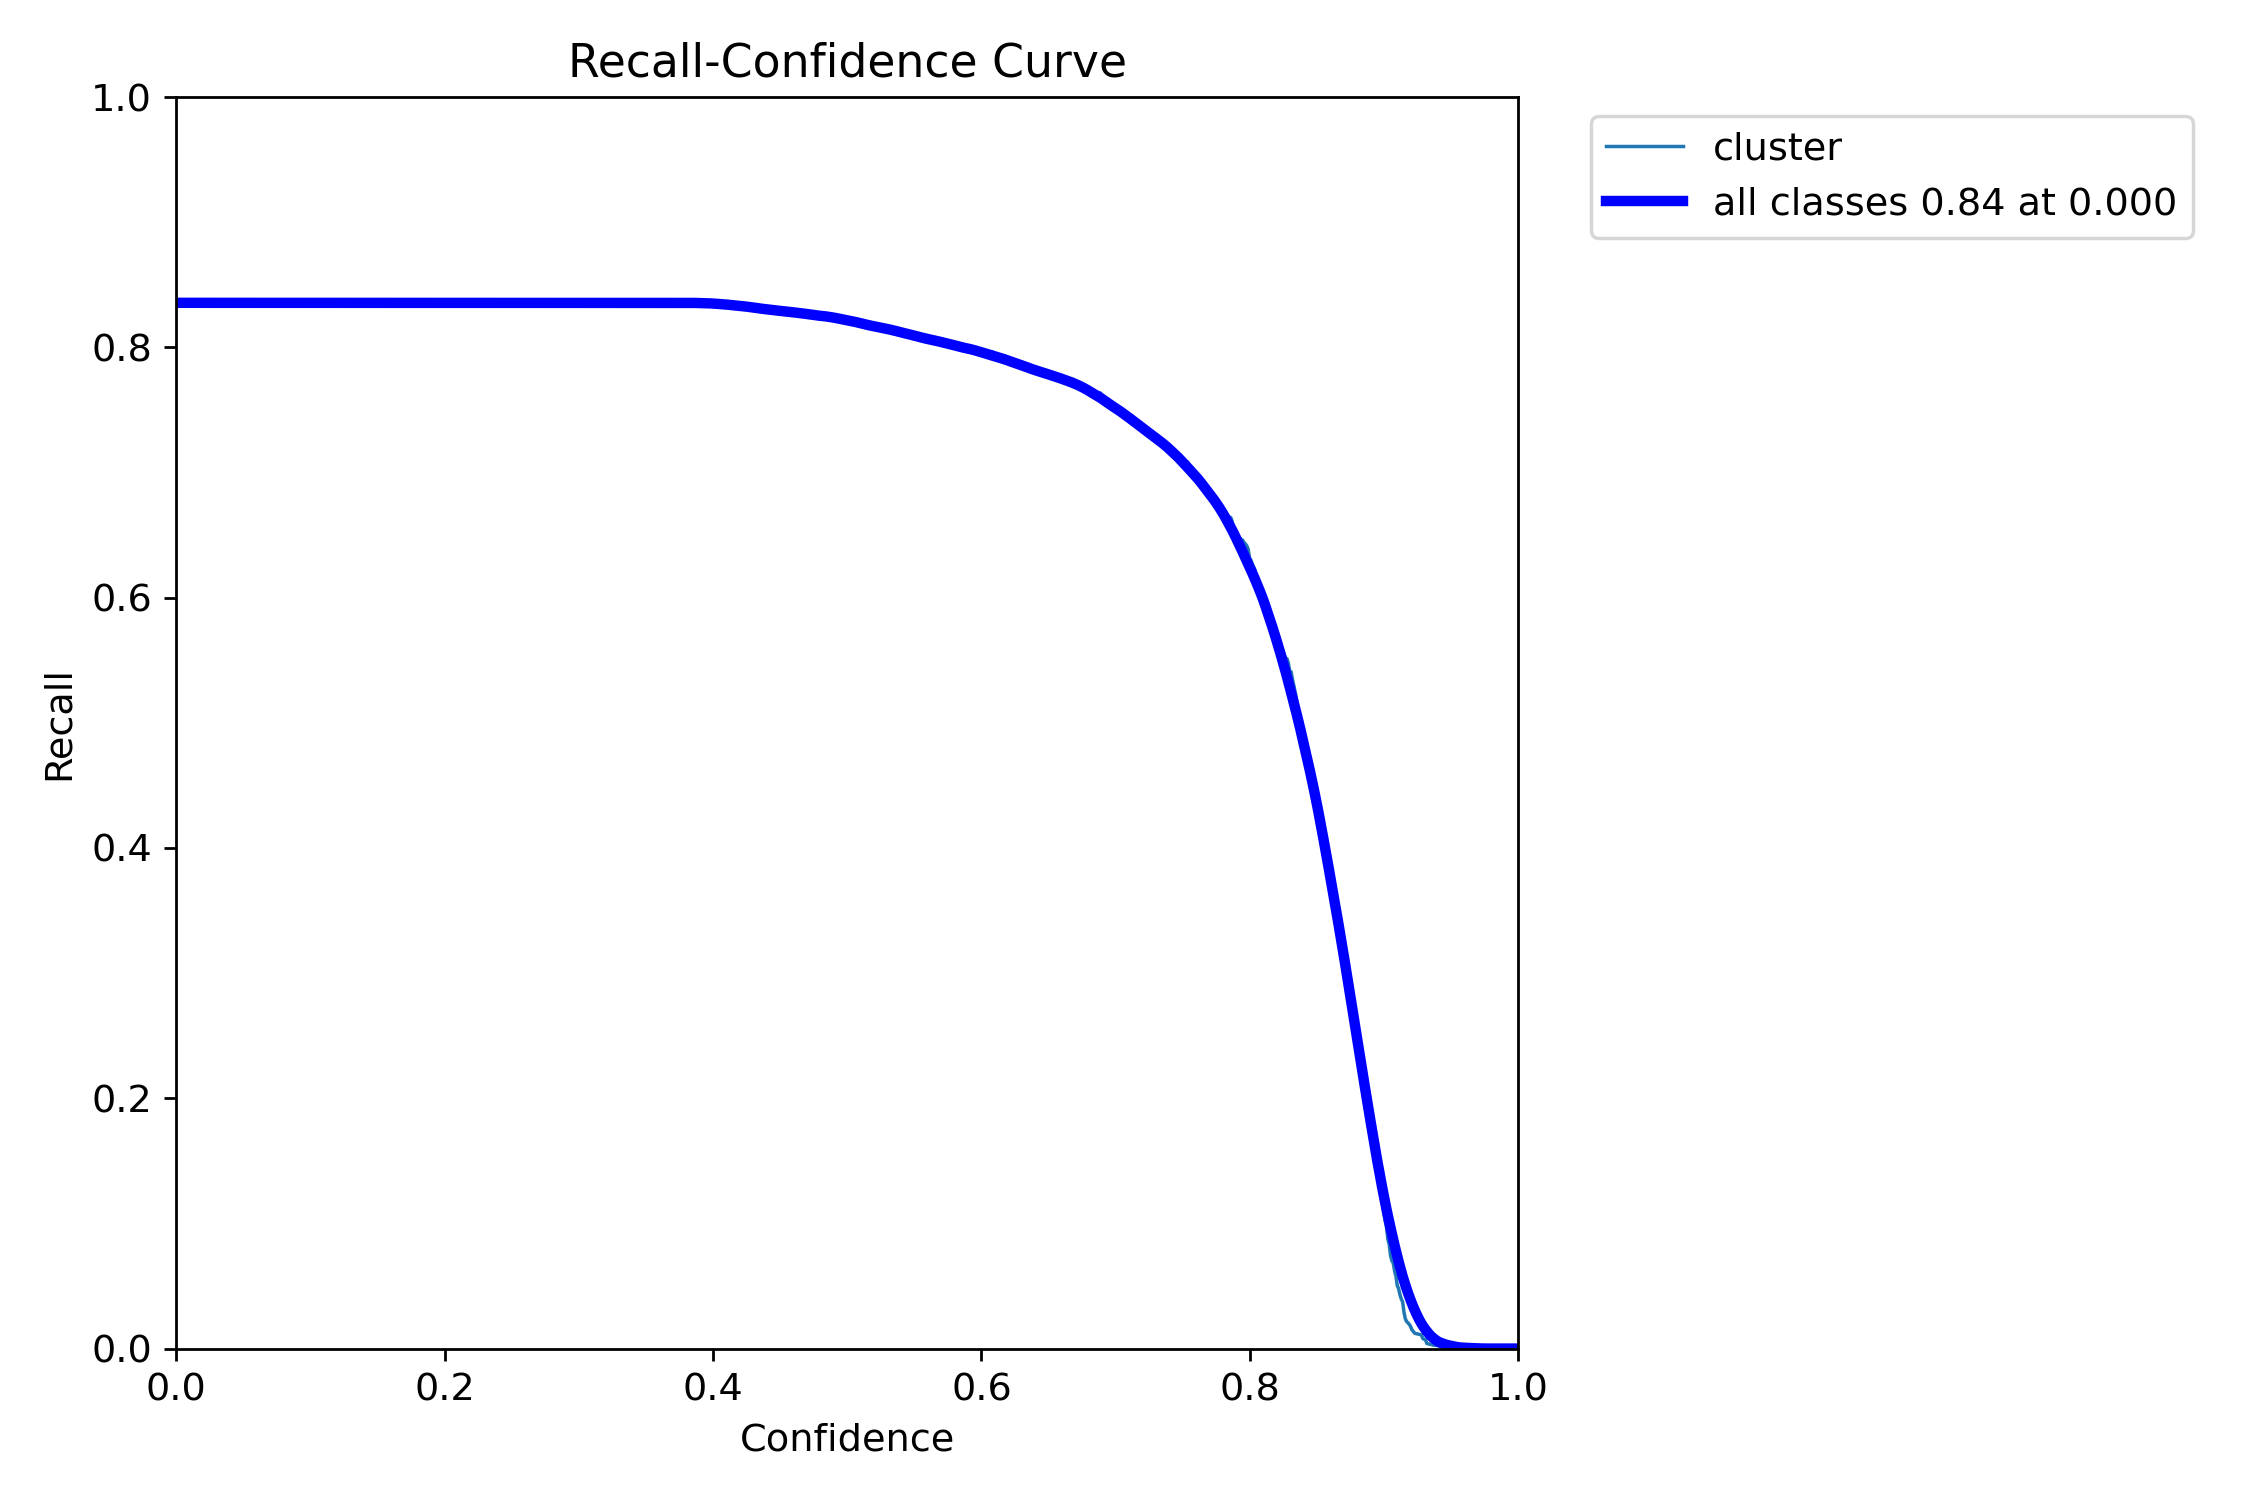 Recall-Confidence Curve
1.0
0.8
0.6
0.4
0.2
0.0
Recall
0.0 0.2 0.4 0.6 0.8 1.0
Confidence
cluster
all classes 0.84 at 0.000